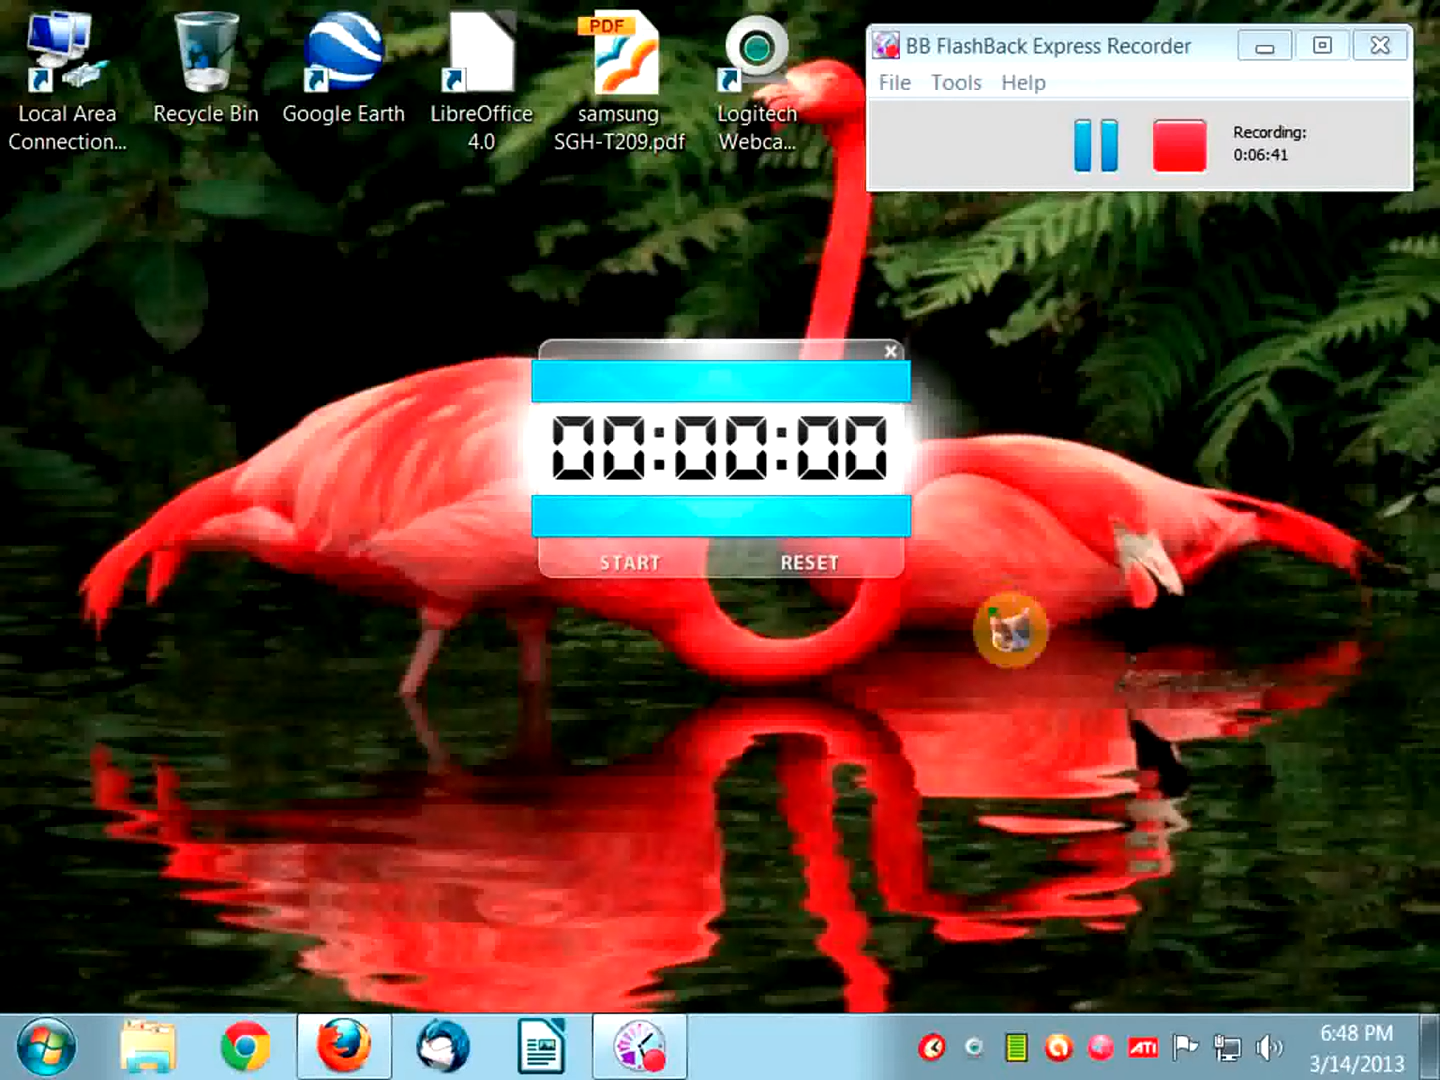 Local Area
Connection...
Recycle Bin
Google Earth
LibreOffice
4.0
PDF
samsung
SGH-T209.pdf
Logitech
Webca...
BB FlashBack Express Recorder
File Tools Help
Recording:
0:06:41
00:00:00
START RESET
ATI
6:48 PM
3/14/2013